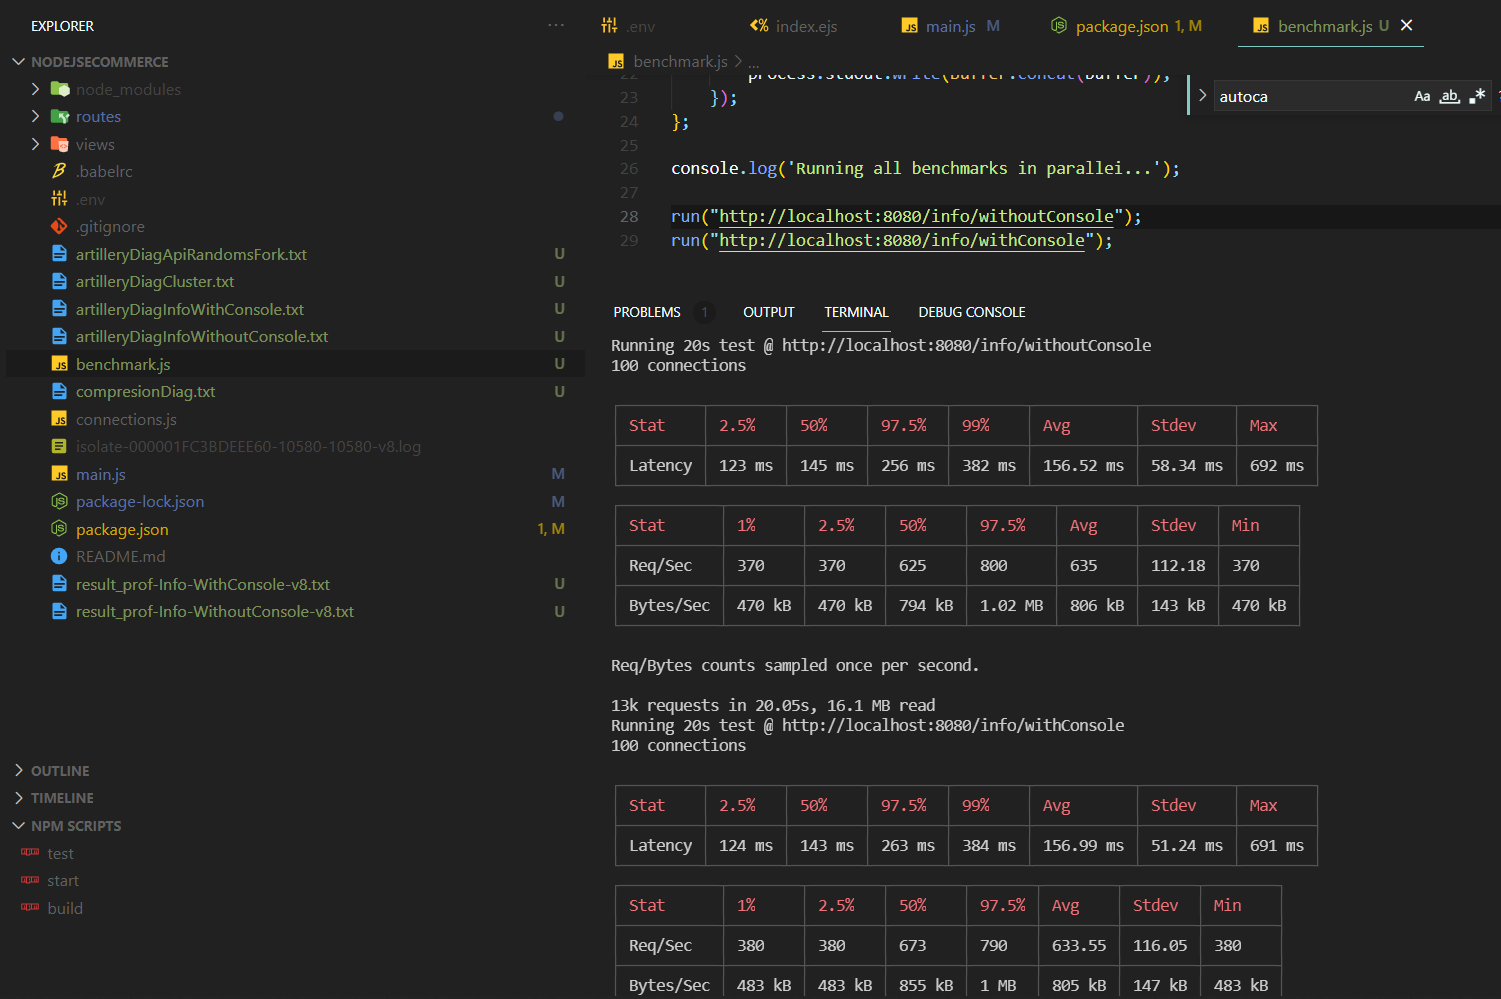 EXPLORER
NODEJSECOMMERCE
node_modules
routes
views
.babelrc
.env
.gitignore
artilleryDiagApiRandomsFork.txt U
artilleryDiagCluster.txt U
artilleryDiagInfoWithConsole.txt U
artilleryDiagInfoWithoutConsole.txt U
benchmark.js U
compresionDiag.txt U
connections.js
isolate-000001FC3BDEEE60-10580-10580-v8.log
main.js M
package-lock.json M
package.json 1, M
README.md
result_prof-Info-WithConsole-v8.txt U
result_prof-Info-WithoutConsole-v8.txt U
OUTLINE
TIMELINE
NPM SCRIPTS
test
start
build
.env index.ejs main.js M package.json 1, M benchmark.js U
benchmark.js > ...
autoca Aa ab
22 process.stdout.write(Buffer.concat(buffer));
23 });
24 };
25
26 console.log('Running all benchmarks in parallei...');
27
28 run("http://localhost:8080/info/withoutConsole");
29 run("http://localhost:8080/info/withConsole");
PROBLEMS 1 OUTPUT TERMINAL DEBUG CONSOLE
Running 20s test @ http://localhost:8080/info/withoutConsole
100 connections
Stat 2.5% 50% 97.5% 99% Avg Stdev Max
Latency 123 ms 145 ms 256 ms 382 ms 156.52 ms 58.34 ms 692 ms
Stat 1% 2.5% 50% 97.5% Avg Stdev Min
Req/Sec 370 370 625 800 635 112.18 370
Bytes/Sec 470 kB 470 kB 794 kB 1.02 MB 806 kB 143 kB 470 kB
Req/Bytes counts sampled once per second.
13k requests in 20.05s, 16.1 MB read
Running 20s test @ http://localhost:8080/info/withConsole
100 connections
Stat 2.5% 50% 97.5% 99% Avg Stdev Max
Latency 124 ms 143 ms 263 ms 384 ms 156.99 ms 51.24 ms 691 ms
Stat 1% 2.5% 50% 97.5% Avg Stdev Min
Req/Sec 380 380 673 790 633.55 116.05 380
Bytes/Sec 483 kB 483 kB 855 kB 1 MB 805 kB 147 kB 483 kB